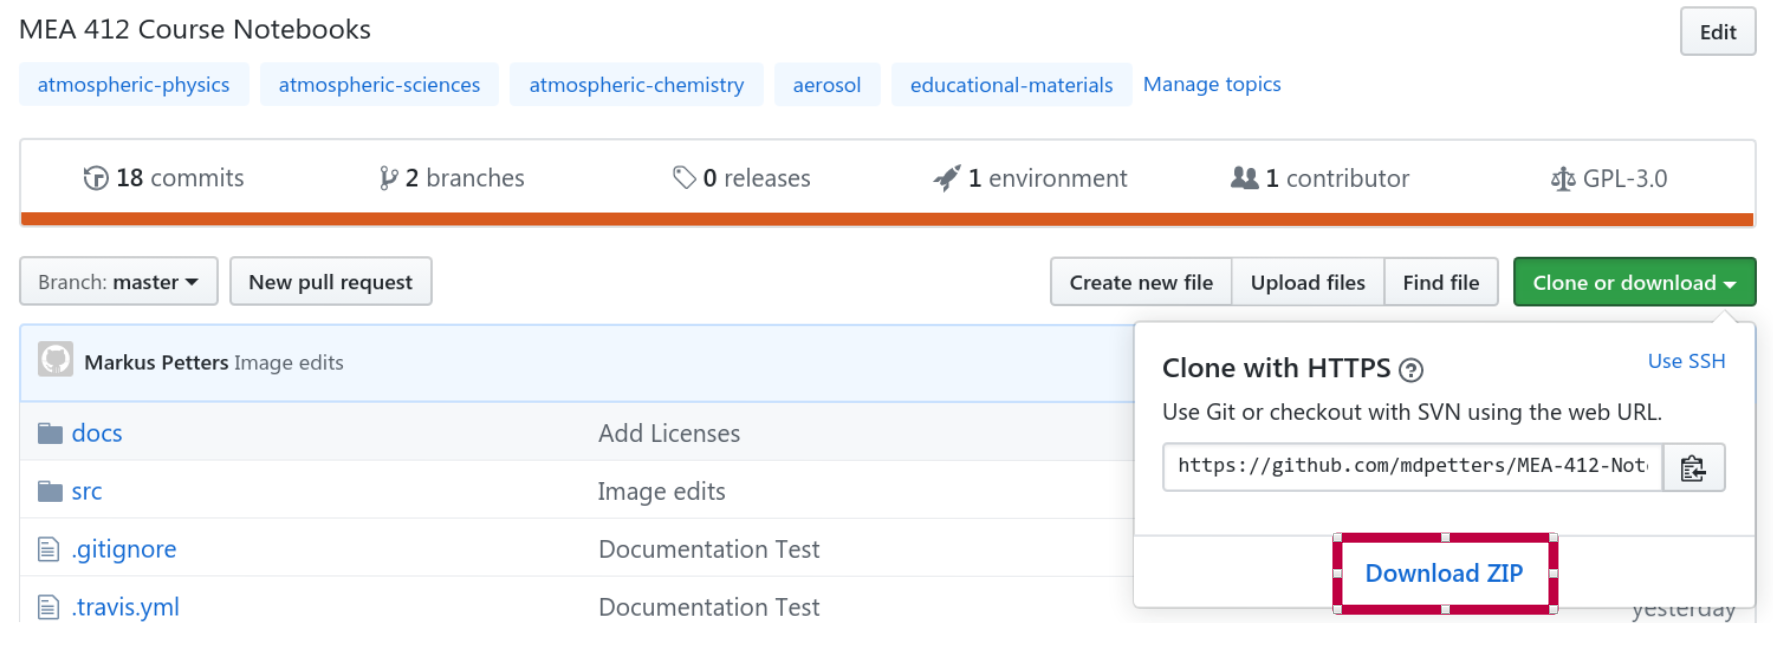 MEA 412 Course Notebooks
Edit
atmospheric-physics atmospheric-sciences atmospheric-chemistry aerosol educational-materials Manage topics
18 commits 2 branches 0 releases 1 environment 1 contributor GPL-3.0
Branch: master New pull request Create new file Upload files Find file Clone or download
Markus Petters Image edits
Clone with HTTPS Use SSH
Use Git or checkout with SVN using the web URL.
https://github.com/mdpetters/MEA-412-Not
Download ZIP
docs Add Licenses
src Image edits
.gitignore Documentation Test
.travis.yml Documentation Test yesterday